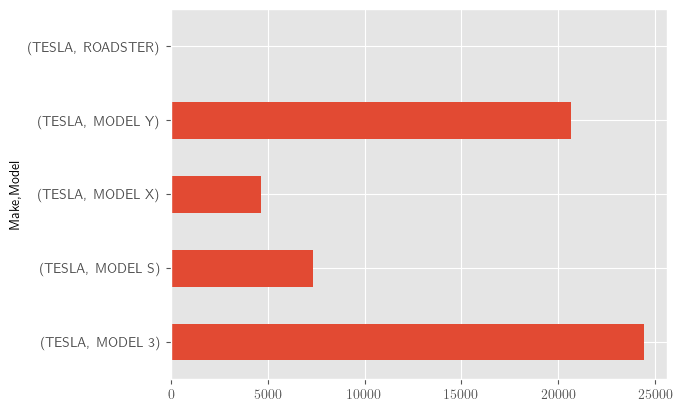 (TESLA, ROADSTER)
(TESLA, MODEL Y)
(TESLA, MODEL X)
(TESLA, MODEL S)
(TESLA, MODEL 3)
Make,Model
0 5000 10000 15000 20000 25000